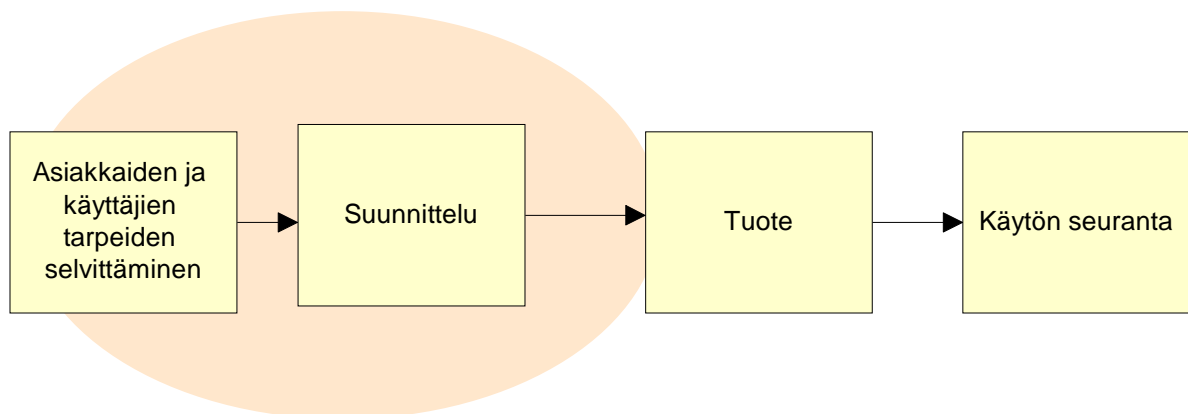 Asiakkaiden ja
käyttäjien
tarpeiden
selvittäminen
Suunnittelu
Tuote
Käytön seuranta